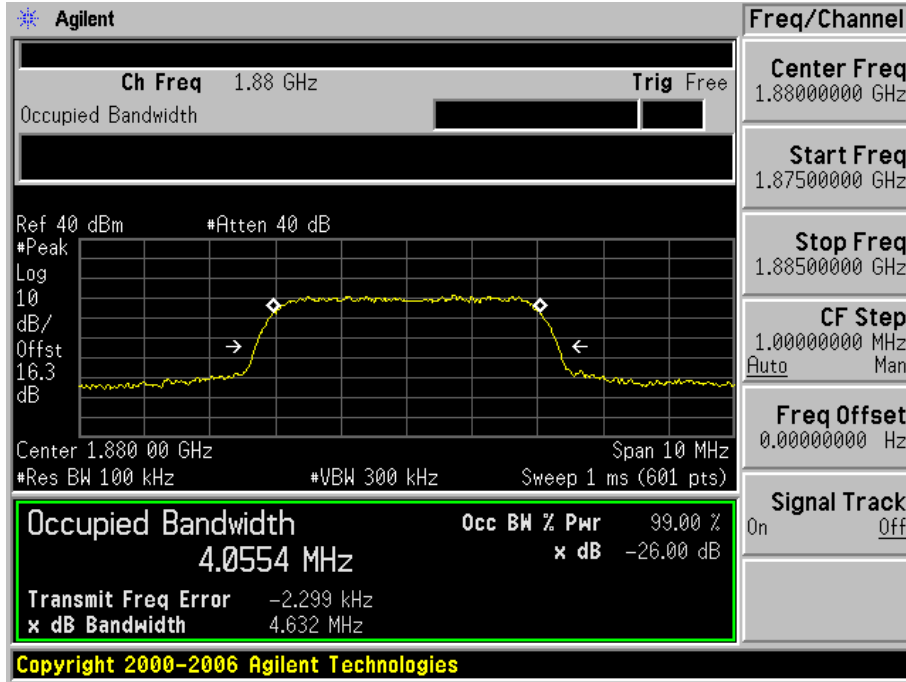 Agilent
Ch Freq 1.88 GHz Trig Free
Occupied Bandwidth
Ref 40 dBm #Atten 40 dB
#Peak
Log
10
dB/
Offst
16.3
dB
Center 1.880 00 GHz Span 10 MHz
#Res BW 100 kHz #VBW 300 kHz Sweep 1 ms (601 pts)
Occupied Bandwidth
4.0554 MHz
Occ BW % Pwr 99.00 %
x dB -26.00 dB
Transmit Freq Error -2.299 kHz
x dB Bandwidth 4.632 MHz
Copyright 2000-2006 Agilent Technologies
Freq/Channel
Center Freq
1.88000000 GHz
Start Freq
1.87500000 GHz
Stop Freq
1.88500000 GHz
CF Step
1.00000000 MHz
Auto Man
Freq Offset
0.00000000 Hz
Signal Track
On Off